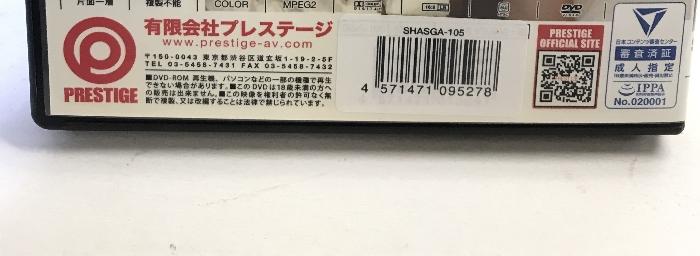 片面一層 複製不能 COLOR MPEG2
有限会社プレステージ
www.prestige-av.com
〒150-0043 東京都渋谷区道玄坂1-19-2-5F
TEL 03-5458-7431 FAX 03-5458-7432
PRESTIGE
■DVD-ROM 再生機、パソコンなどの一部の機種で再生
できない場合があります。■このDVDは18歳未満の方へ
の販売は出来ません。■この映像を権利者の許可なく無
断で複製、又は改編することは法律で禁じられています。
SHASGA-105
4 571471 095278
PRESTIGE
OFFICIAL SITE
日本コンテンツ審査センター
審査済証
成人指定
IPPA
No.020001